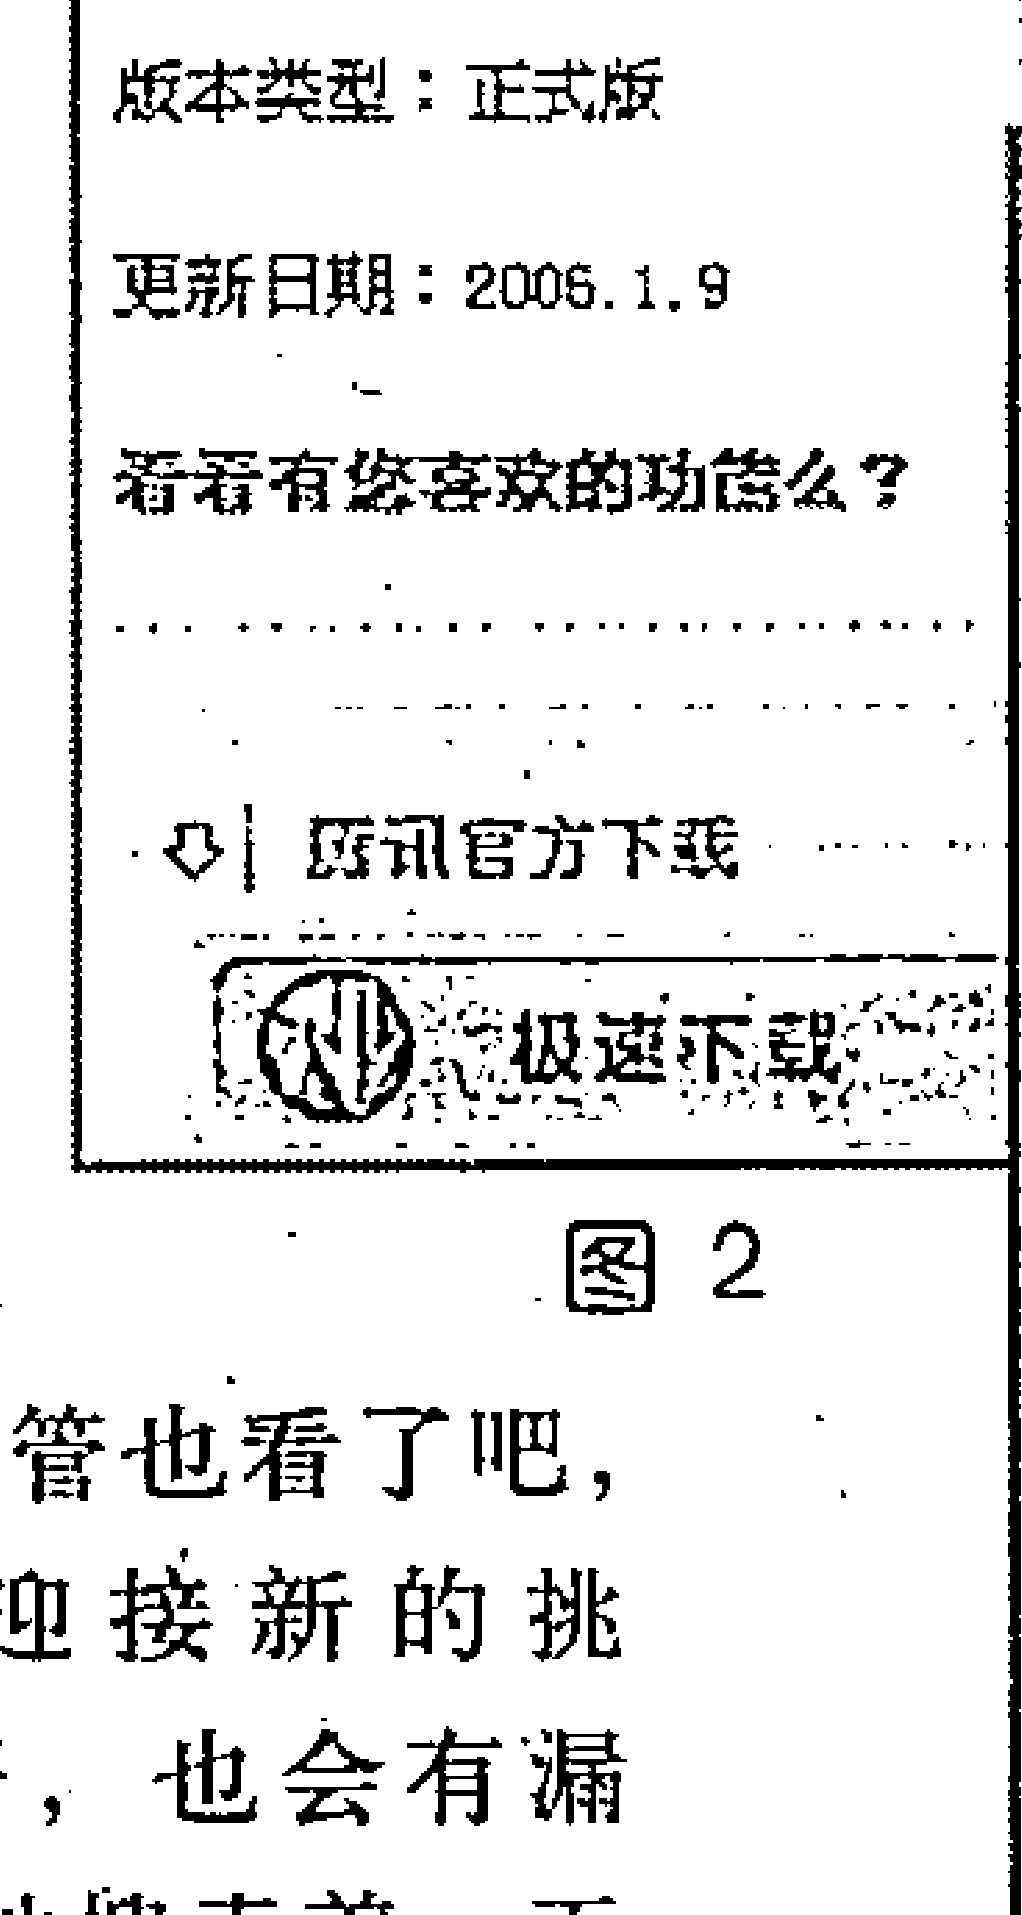 版本类型：正式版
更新日期：2006.1.9
看看有您喜欢的功能么？
腾讯官方下载
极速下载
图 2
管也看了吧，
迎接新的挑
，也会有漏